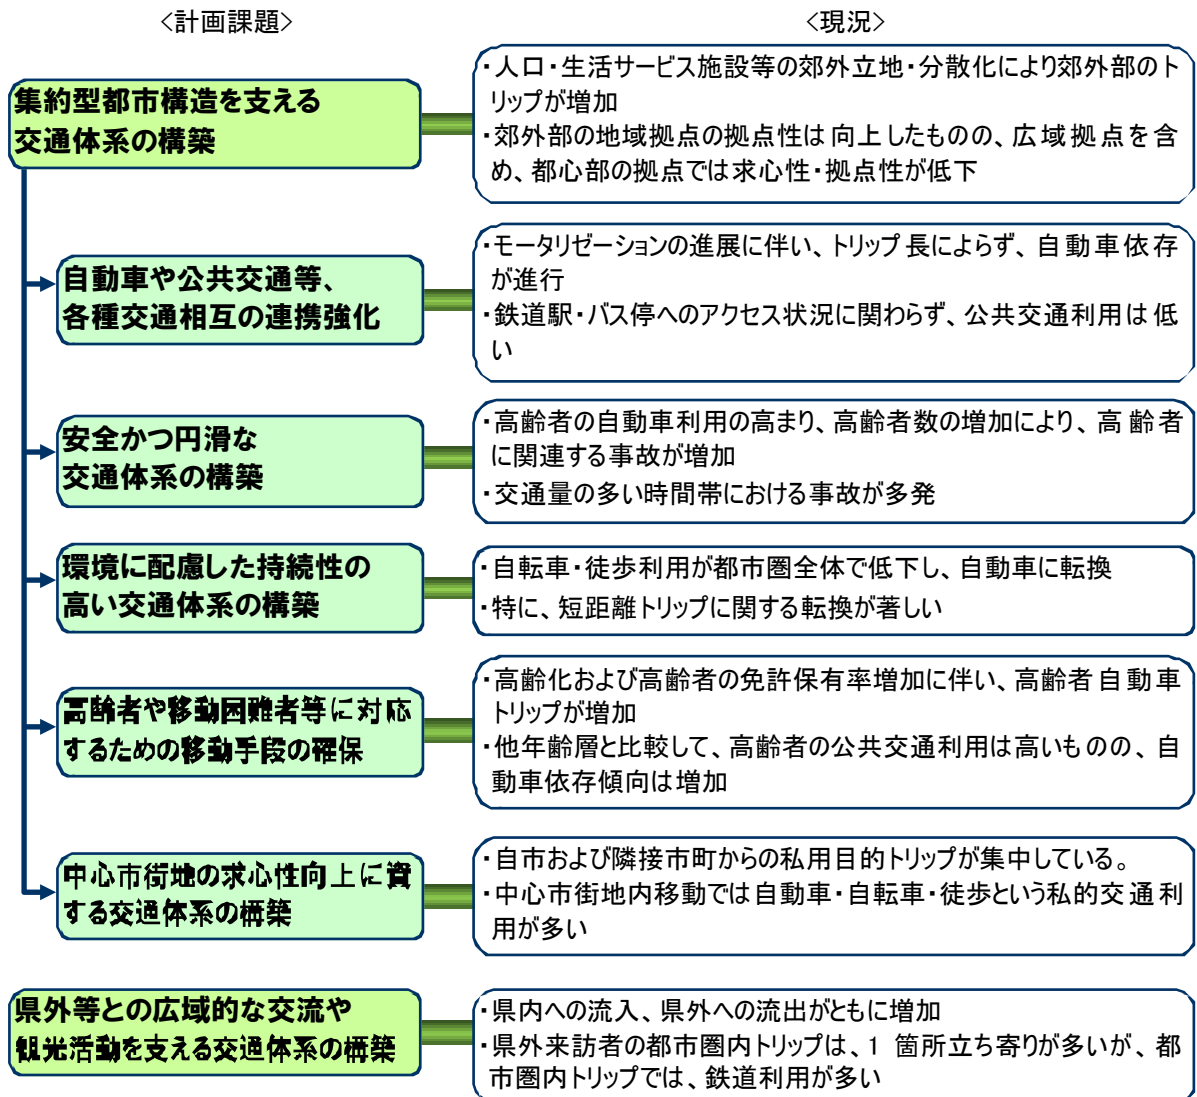 <計画課題>
<現況>
集約型都市構造を支える
交通体系の構築
・人口・生活サービス施設等の郊外立地・分散化により郊外部のト
リップが増加
・郊外部の地域拠点の拠点性は向上したものの、広域拠点を含
め、都心部の拠点では求心性・拠点性が低下
自動車や公共交通等、
各種交通相互の連携強化
・モータリゼーションの進展に伴い、トリップ長によらず、自動車依存
が進行
・鉄道駅・バス停へのアクセス状況に関わらず、公共交通利用は低
い
安全かつ円滑な
交通体系の構築
・高齢者の自動車利用の高まり、高齢者数の増加により、高齢者
に関連する事故が増加
・交通量の多い時間帯における事故が多発
環境に配慮した持続性の
高い交通体系の構築
・自転車・徒歩利用が都市圏全体で低下し、自動車に転換
・特に、短距離トリップに関する転換が著しい
高齢者や移動困難者等に対応
するための移動手段の確保
・高齢化および高齢者の免許保有率増加に伴い、高齢者自動車
トリップが増加
・他年齢層と比較して、高齢者の公共交通利用は高いものの、自
動車依存傾向は増加
中心市街地の求心性向上に資
する交通体系の構築
・自市および隣接市町からの私用目的トリップが集中している。
・中心市街地内移動では自動車・自転車・徒歩という私的交通利
用が多い
県外等との広域的な交流や
観光活動を支える交通体系の構築
・県内への流入、県外への流出がともに増加
・県外来訪者の都市圏内トリップは、1 箇所立ち寄りが多いが、都
市圏内トリップでは、鉄道利用が多い